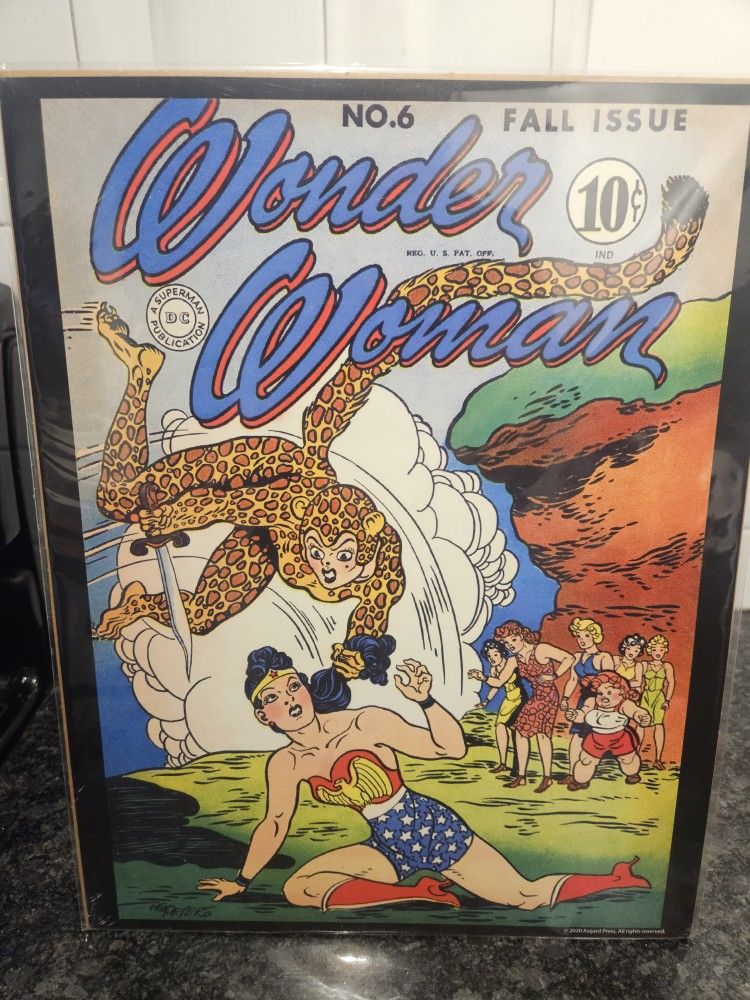 NO.6 FALL ISSUE
Wonder
10¢
REG. U. S. PAT. OFF.
IND
Woman
A SUPERMAN
DC
PUBLICATION
HGPETER
© 2020 Asgard Press, All rights reserved.